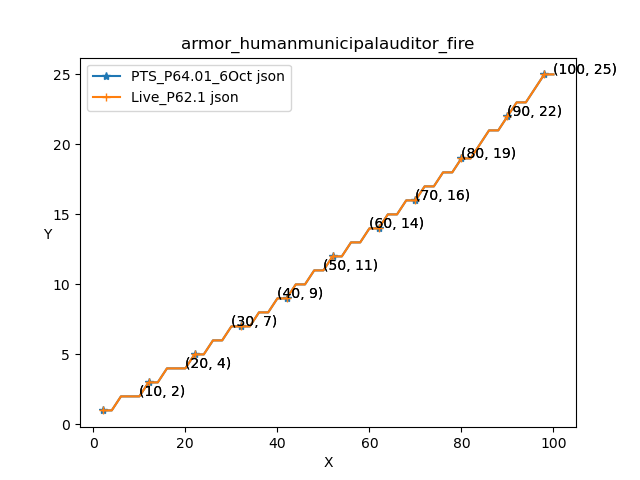 armor_humanmunicipalauditor_fire
PTS_P64.01_6Oct json
Live_P62.1 json
(100, 25)
(90, 22)
(80, 19)
(70, 16)
(60, 14)
(50, 11)
(40, 9)
(30, 7)
(20, 4)
(10, 2)
25
20
15
10
5
0
Y
0 20 40 60 80 100
X